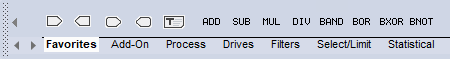 T ADD SUB MUL DIV BAND BOR BXOR BNOT
Favorites Add-On Process Drives Filters Select/Limit Statistical